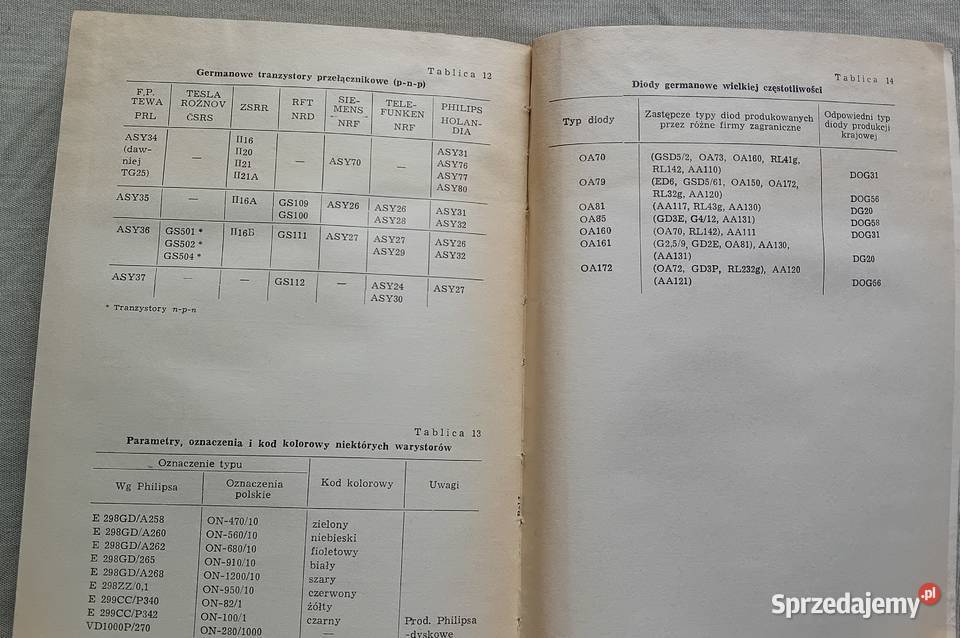 Tablica 12
Germanowe tranzystory przełącznikowe (p-n-p)
F.P. TEWA PRL | TESLA ROŻNOV ČSRS | ZSRR | RFT NRD | SIE-MENS NRF | TELE-FUNKEN NRF | PHILIPS HOLAN-DIA
ASY34 (daw-niej TG25) | — | П16 П20 П21 П21А | — | ASY70 | — | ASY31 ASY76 ASY77 ASY80
ASY35 | — | П16А | GS109 GS100 | ASY26 | ASY26 ASY28 | ASY31 ASY32
ASY36 | GS501 * GS502 * GS504 * | П16Б | GS111 | ASY27 | ASY27 ASY29 | ASY26 ASY32
ASY37 | — | — | GS112 | — | ASY24 ASY30 | ASY27
* Tranzystory n-p-n
Tablica 13
Parametry, oznaczenia i kod kolorowy niektórych warystorów
Oznaczenie typu | Kod kolorowy | Uwagi
Wg Philipsa | Oznaczenia polskie
E 298GD/A258 | ON-470/10 | zielony
E 298GD/A260 | ON-560/10 | niebieski
E 298GD/A262 | ON-680/10 | fioletowy
E 298GD/265 | ON-910/10 | biały
E 298GD/A268 | ON-1200/10 | szary
E 298ZZ/0,1 | ON-950/10 | czerwony
E 299CC/P340 | ON-82/1 | żółty
E 299CC/P342 | ON-100/1 | czarny | Prod. Philipsa
VD1000P/270 | ON-280/1000 | — | -dyskowe
Tablica 14
Diody germanowe wielkiej częstotliwości
Typ diody | Zastępcze typy diod produkowanych przez różne firmy zagraniczne | Odpowiedni typ diody produkcji krajowej
OA70 | (GSD5/2, OA73, OA160, RL41g, RL142, AA110) | DOG31
OA79 | (ED6, GSD5/61, OA150, OA172, RL32g, AA120) | DOG56
OA81 | (AA117, RL43g, AA130) | DG20
OA85 | (GD3E, G4/12, AA131) | DOG58
OA160 | (OA70, RL142), AA111 | DOG31
OA161 | (G2,5/9, GD2E, OA81), AA130, (AA131) | DG20
OA172 | (OA72, GD3P, RL232g), AA120 (AA121) | DOG56
Sprzedajemy.pl